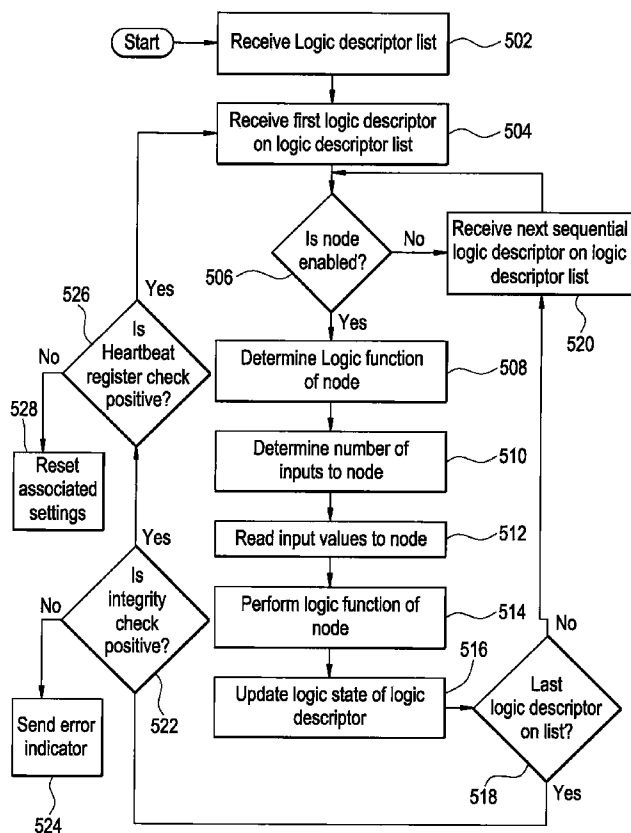 Start
Receive Logic descriptor list
502
Receive first logic descriptor
on logic descriptor list
504
Is node
enabled?
506
No
Yes
Receive next sequential
logic descriptor on logic
descriptor list
520
Determine Logic function
of node
508
Determine number of
inputs to node
510
Read input values to node
512
Perform logic function of
node
514
Update logic state of logic
descriptor
516
Last
logic descriptor
on list?
518
No
Yes
Is
integrity
check
positive?
522
No
Yes
Send error
indicator
524
Is
Heartbeat
register check
positive?
526
Yes
No
528
Reset
associated
settings